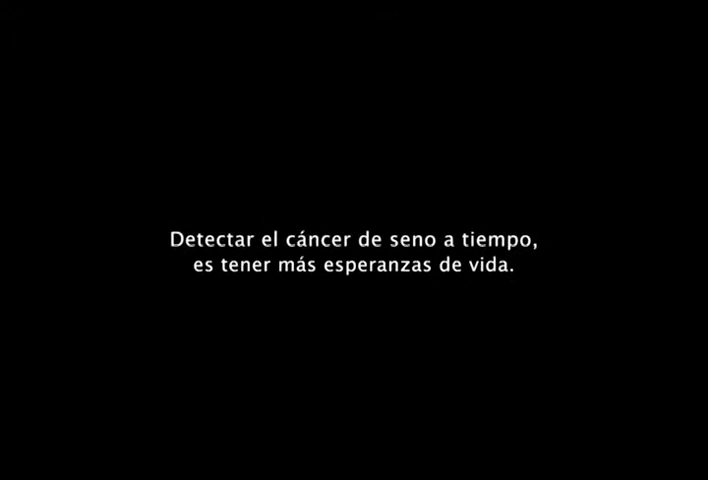 Detectar el cáncer de seno a tiempo,
es tener más esperanzas de vida.